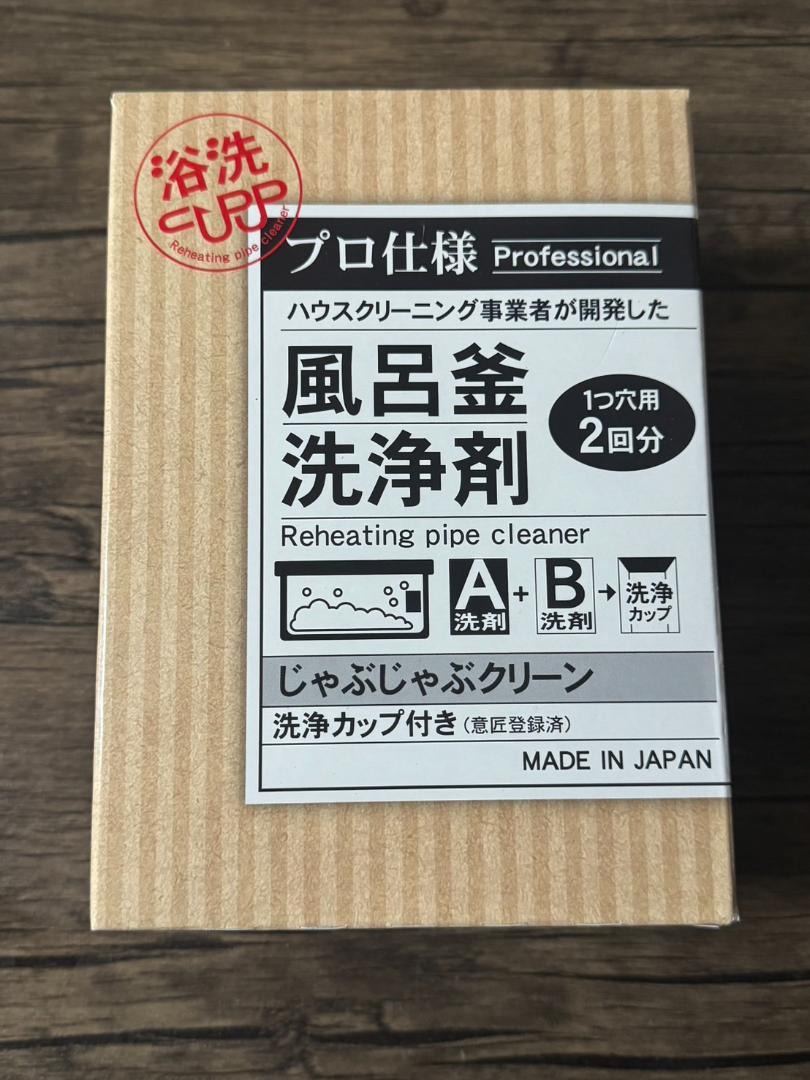 浴洗
CUPP
Reheating pipe cleaner
プロ仕様 Professional
ハウスクリーニング事業者が開発した
風呂釜
洗浄剤
1つ穴用
2回分
Reheating pipe cleaner
A洗剤 + B洗剤 → 洗浄カップ
じゃぶじゃぶクリーン
洗浄カップ付き(意匠登録済)
MADE IN JAPAN